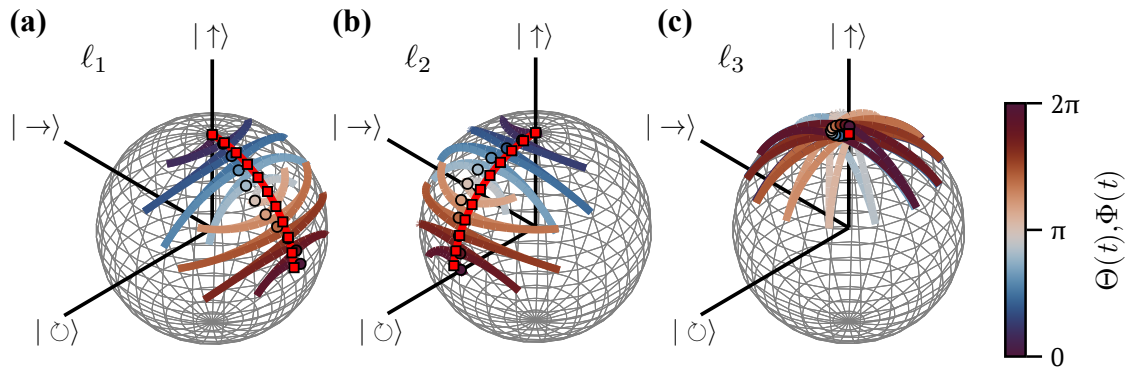 (a)
ℓ₁
| ↑⟩
| →⟩
| ↻⟩
(b)
ℓ₂
| ↑⟩
| →⟩
| ↻⟩
(c)
ℓ₃
| ↑⟩
| →⟩
| ↻⟩
2π
π
0
Θ(t),Φ(t)